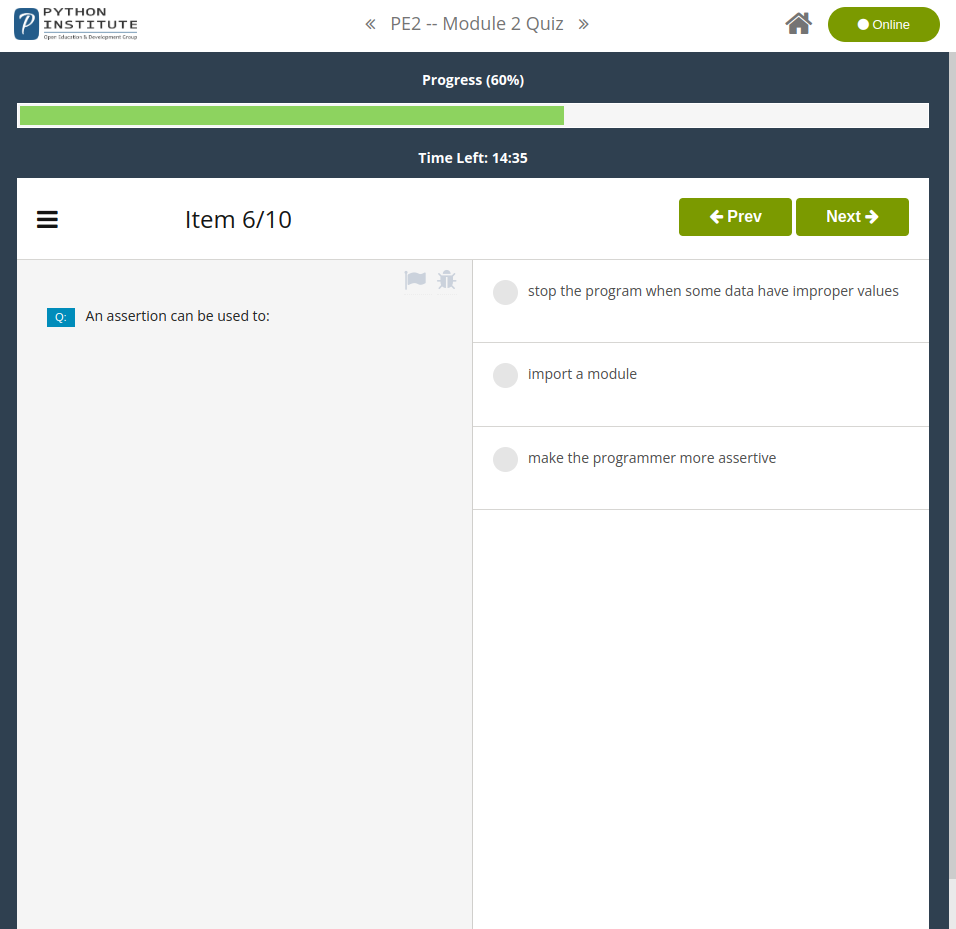 PYTHON
INSTITUTE
Open Education & Development Group
« PE2 -- Module 2 Quiz »
Online
Progress (60%)
Time Left: 14:35
Item 6/10
Prev
Next
Q: An assertion can be used to:
stop the program when some data have improper values
import a module
make the programmer more assertive